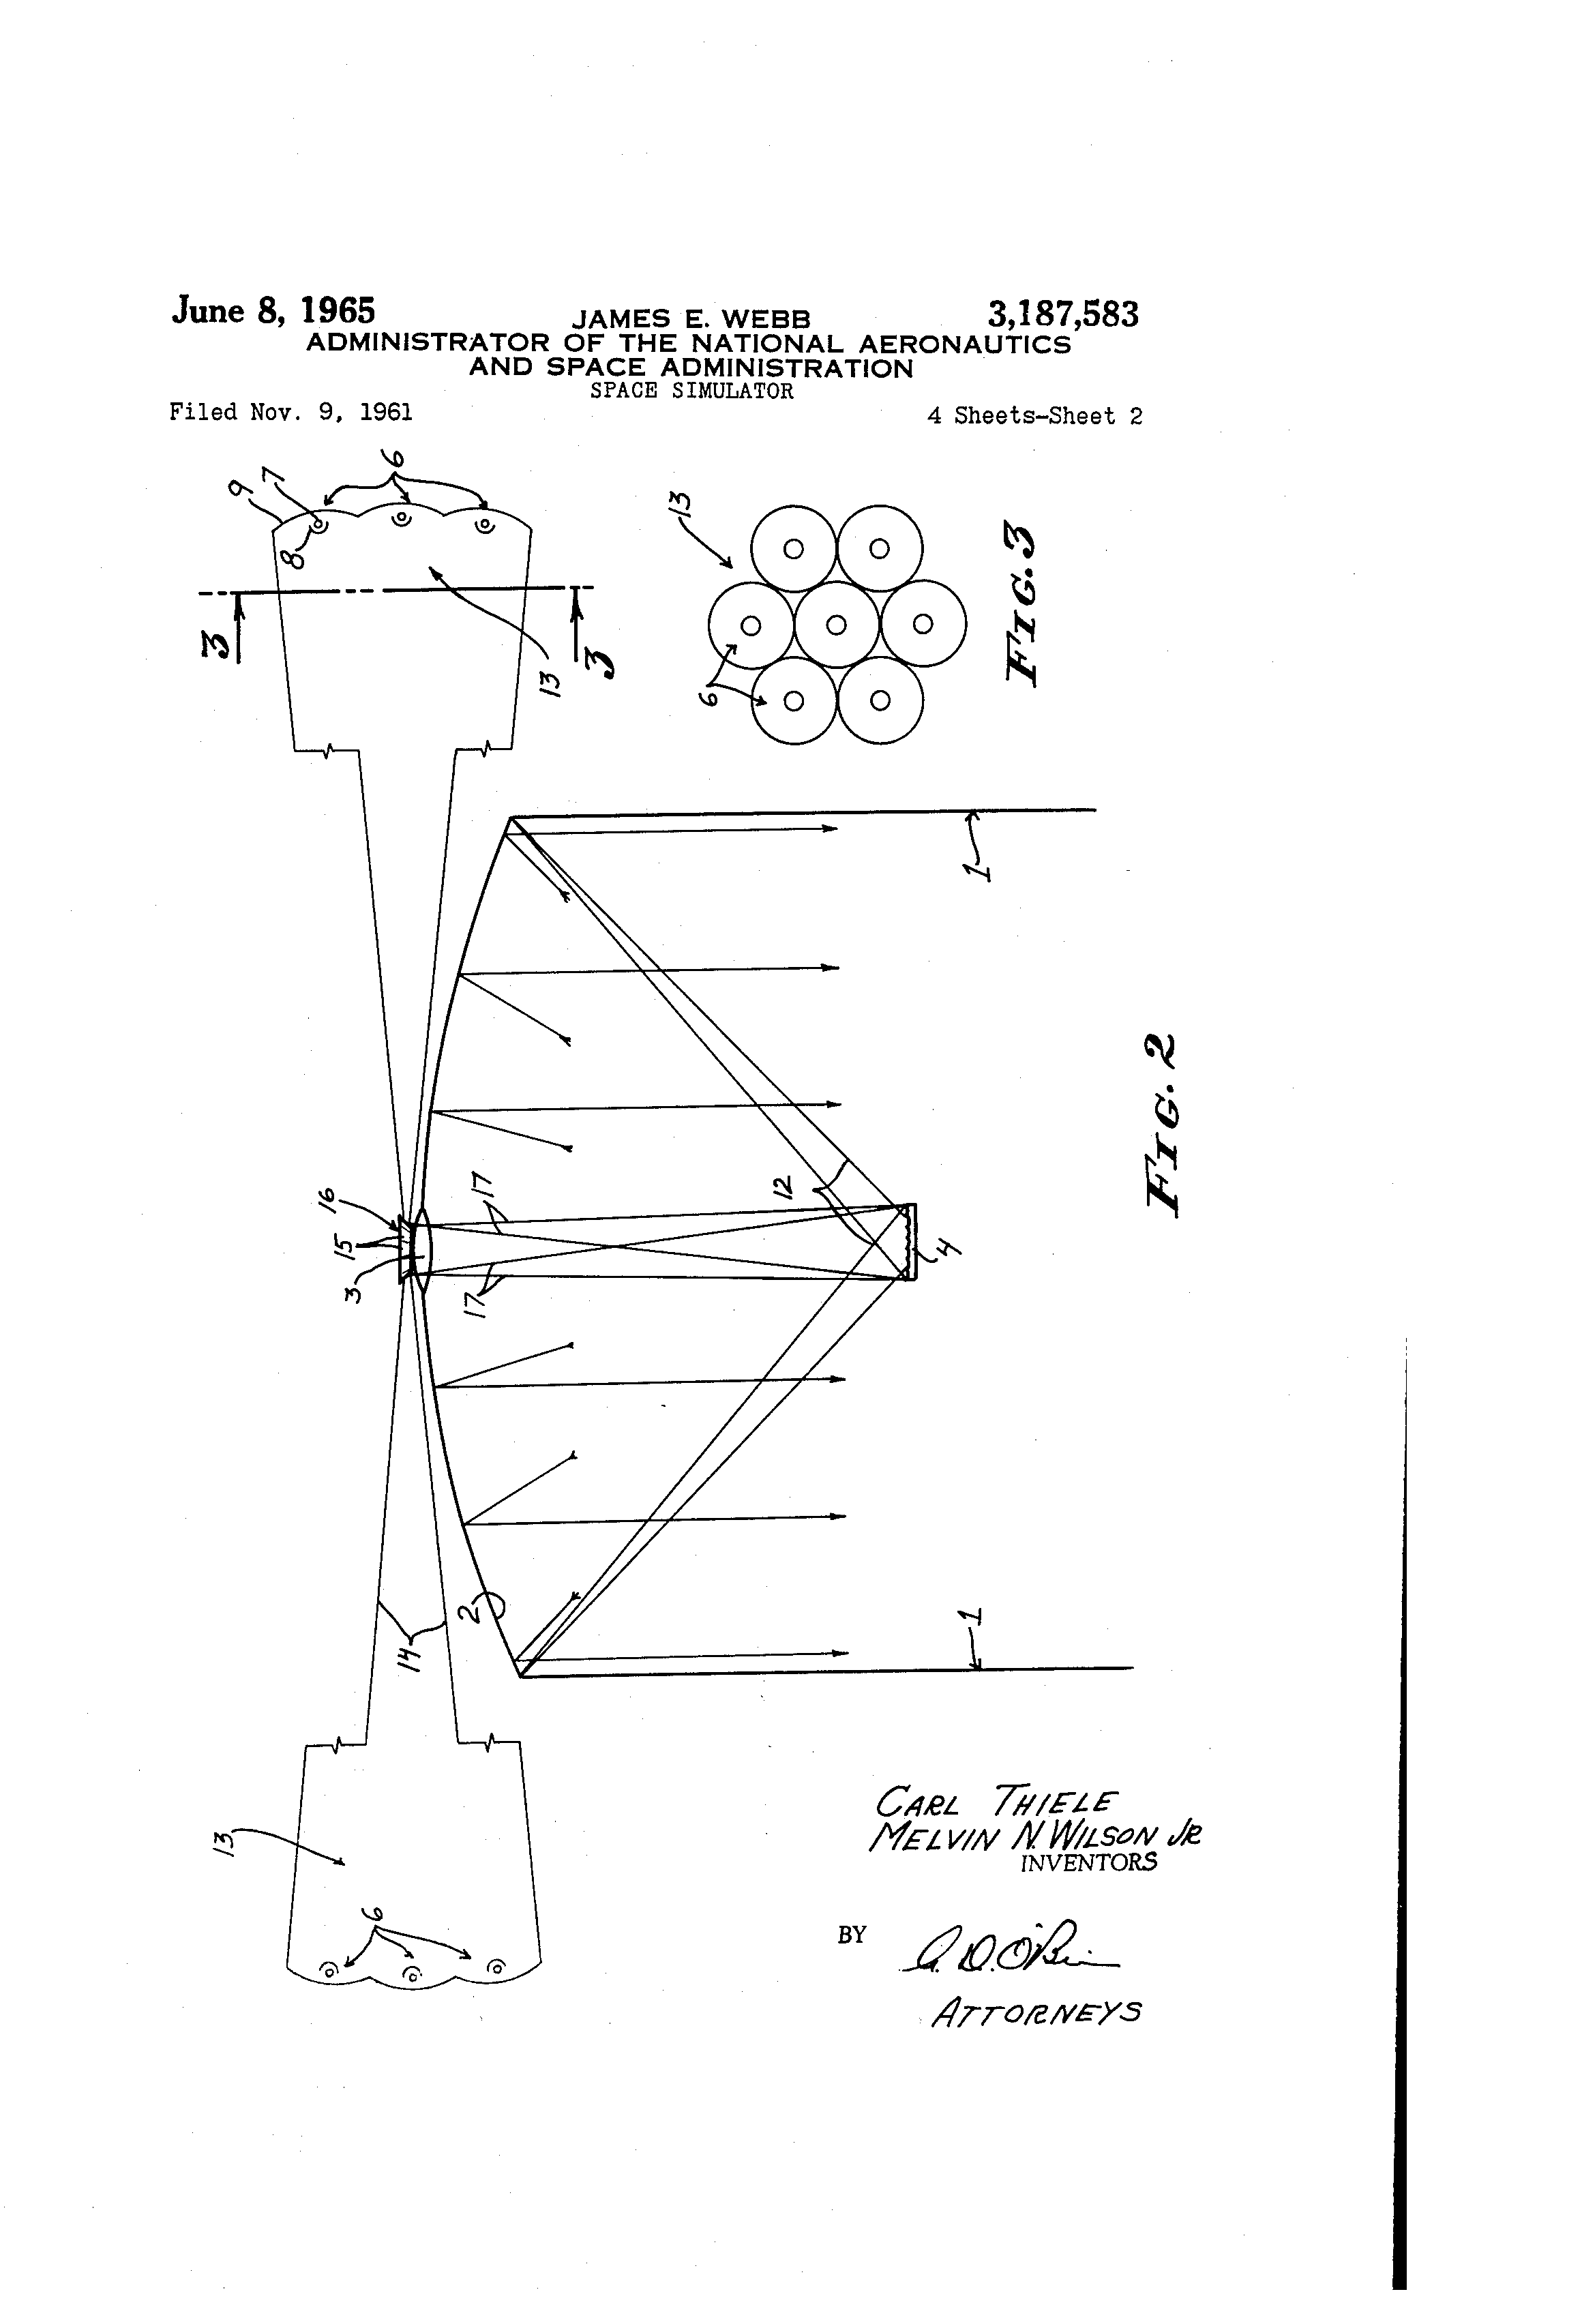 June 8, 1965 JAMES E. WEBB 3,187,583
ADMINISTRATOR OF THE NATIONAL AERONAUTICS
AND SPACE ADMINISTRATION
SPACE SIMULATOR
Filed Nov. 9, 1961 4 Sheets-Sheet 2
9 7 6
8
13
3 3
13
6
FIG. 3
1
16
15
3
17
17
12
4
FIG. 2
2
14
1
13
6
CARL THIELE
MELVIN N. WILSON JR
INVENTORS
BY
ATTORNEYS